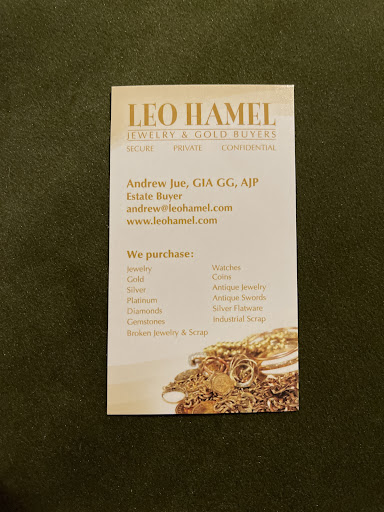 LEO HAMEL
JEWELRY & GOLD BUYERS
SECURE PRIVATE CONFIDENTIAL
Andrew Jue, GIA GG, AJP
Estate Buyer
andrew@leohamel.com
www.leohamel.com
We purchase:
Jewelry
Gold
Silver
Platinum
Diamonds
Gemstones
Broken Jewelry & Scrap
Watches
Coins
Antique Jewelry
Antique Swords
Silver Flatware
Industrial Scrap